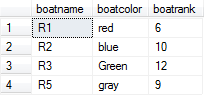 boatname boatcolor boatrank
1 R1 red 6
2 R2 blue 10
3 R3 Green 12
4 R5 gray 9